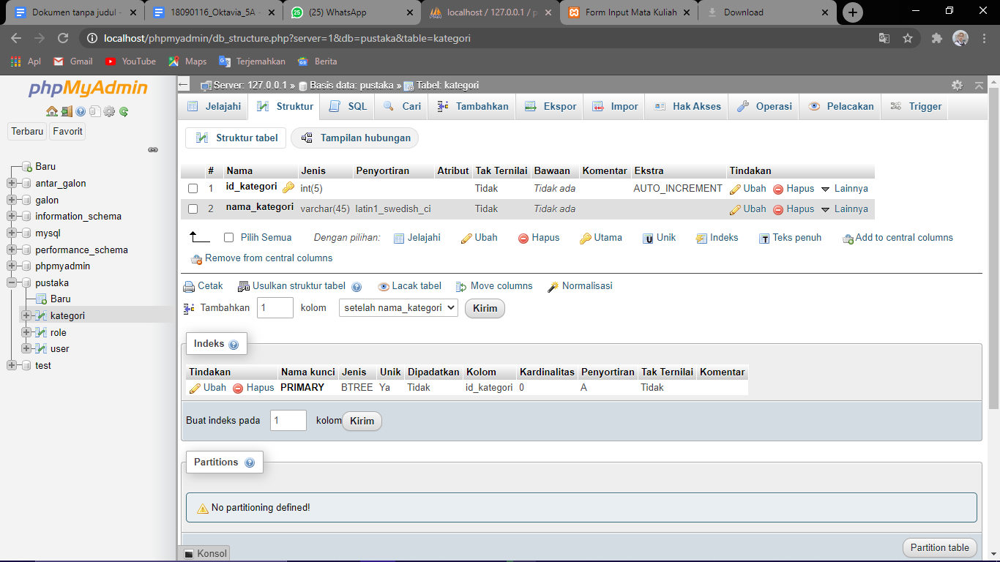 Dokumen tanpa judul - 18090116_Oktavia_5A - (25) WhatsApp localhost / 127.0.0.1 / p Form Input Mata Kuliah Download
localhost/phpmyadmin/db_structure.php?server=1&db=pustaka&table=kategori
Apl Gmail YouTube Maps Terjemahkan Berita
phpMyAdmin
Terbaru Favorit
Baru
antar_galon
galon
information_schema
mysql
performance_schema
phpmyadmin
pustaka
Baru
kategori
role
user
test
Server: 127.0.0.1 » Basis data: pustaka » Tabel: kategori
Jelajahi Struktur SQL Cari Tambahkan Ekspor Impor Hak Akses Operasi Pelacakan Trigger
Struktur tabel Tampilan hubungan
# Nama Jenis Penyortiran Atribut Tak Ternilai Bawaan Komentar Ekstra Tindakan
1 id_kategori int(5) Tidak Tidak ada AUTO_INCREMENT Ubah Hapus Lainnya
2 nama_kategori varchar(45) latin1_swedish_ci Tidak Tidak ada Ubah Hapus Lainnya
Pilih Semua Dengan pilihan: Jelajahi Ubah Hapus Utama Unik Indeks Teks penuh Add to central columns
Remove from central columns
Cetak Usulkan struktur tabel Lacak tabel Move columns Normalisasi
Tambahkan 1 kolom setelah nama_kategori Kirim
Indeks
Tindakan Nama kunci Jenis Unik Dipadatkan Kolom Kardinalitas Penyortiran Tak Ternilai Komentar
Ubah Hapus PRIMARY BTREE Ya Tidak id_kategori 0 A Tidak
Buat indeks pada 1 kolom Kirim
Partitions
No partitioning defined!
Partition table
Konsol